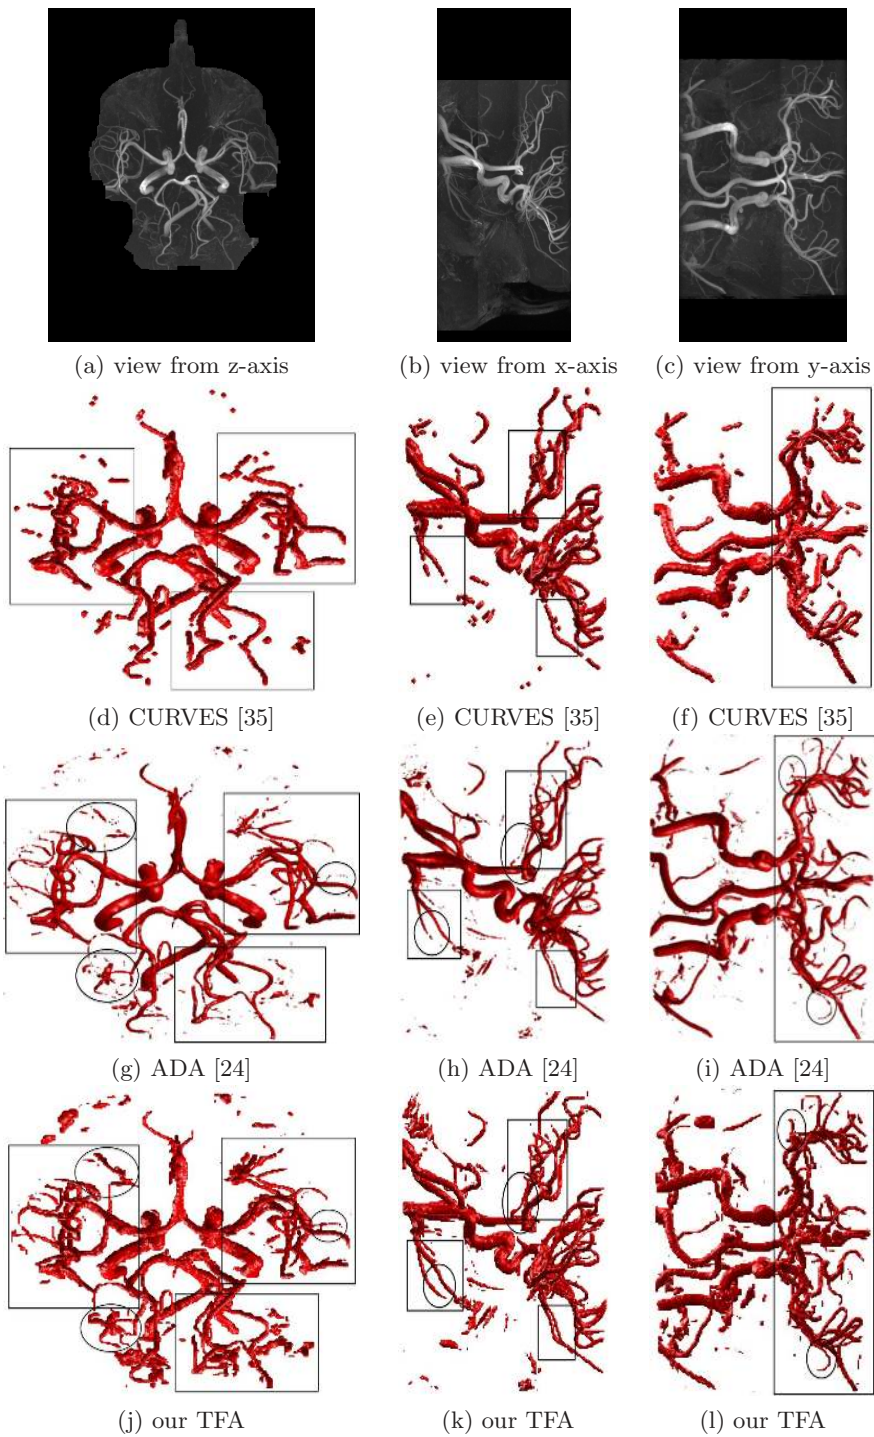 (a) view from z-axis
(b) view from x-axis
(c) view from y-axis
(d) CURVES [35]
(e) CURVES [35]
(f) CURVES [35]
(g) ADA [24]
(h) ADA [24]
(i) ADA [24]
(j) our TFA
(k) our TFA
(l) our TFA